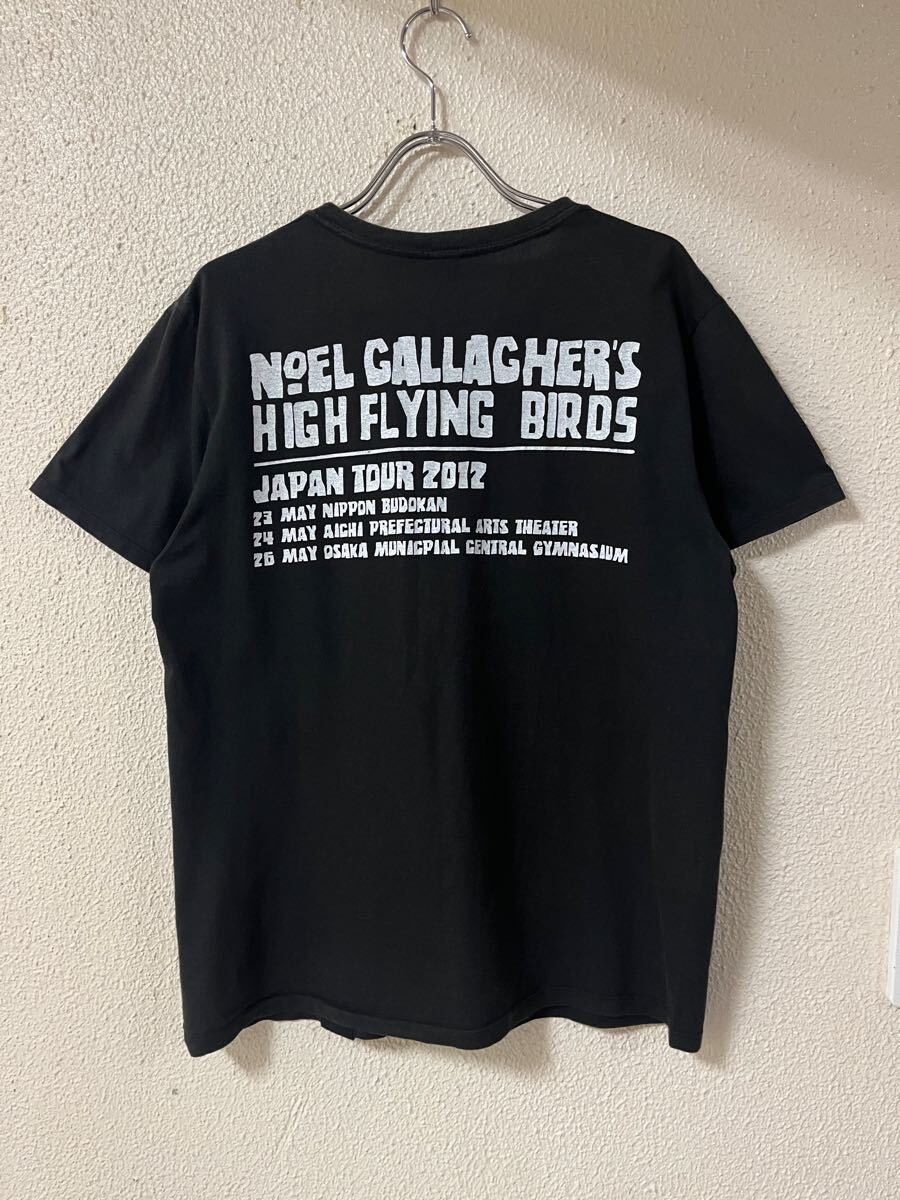 NOEL GALLAGHER'S
HIGH FLYING BIRDS
JAPAN TOUR 2012
23 MAY NIPPON BUDOKAN
24 MAY AICHI PREFECTURAL ARTS THEATER
26 MAY OSAKA MUNICPIAL CENTRAL GYMNASIUM